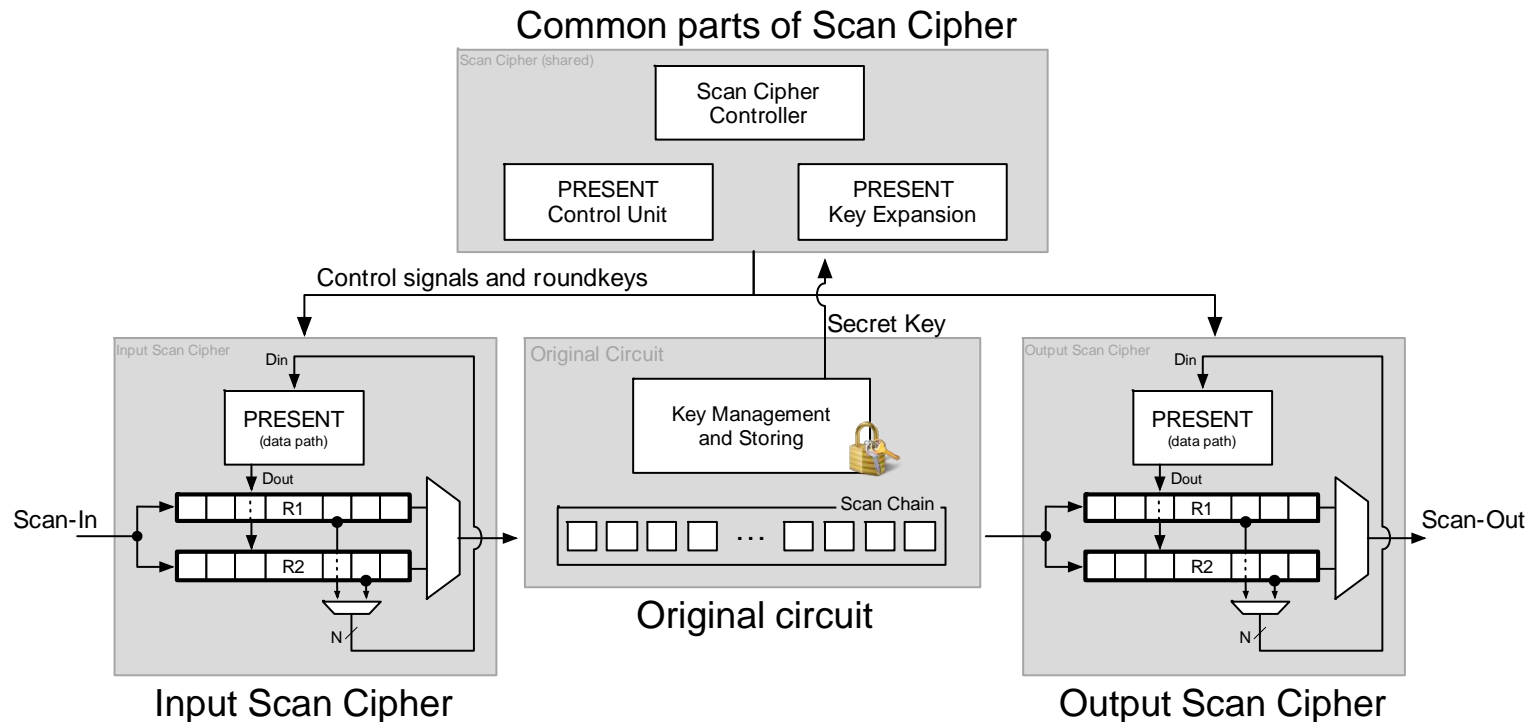 Common parts of Scan Cipher
Scan Cipher (shared)
Scan Cipher
Controller
PRESENT
Control Unit
PRESENT
Key Expansion
Control signals and roundkeys
Secret Key
Input Scan Cipher
Din
PRESENT
(data path)
Dout
R1
Scan-In
R2
N
Input Scan Cipher
Original Circuit
Key Management
and Storing
Scan Chain
...
Original circuit
Output Scan Cipher
Din
PRESENT
(data path)
Dout
R1
Scan-Out
R2
N
Output Scan Cipher